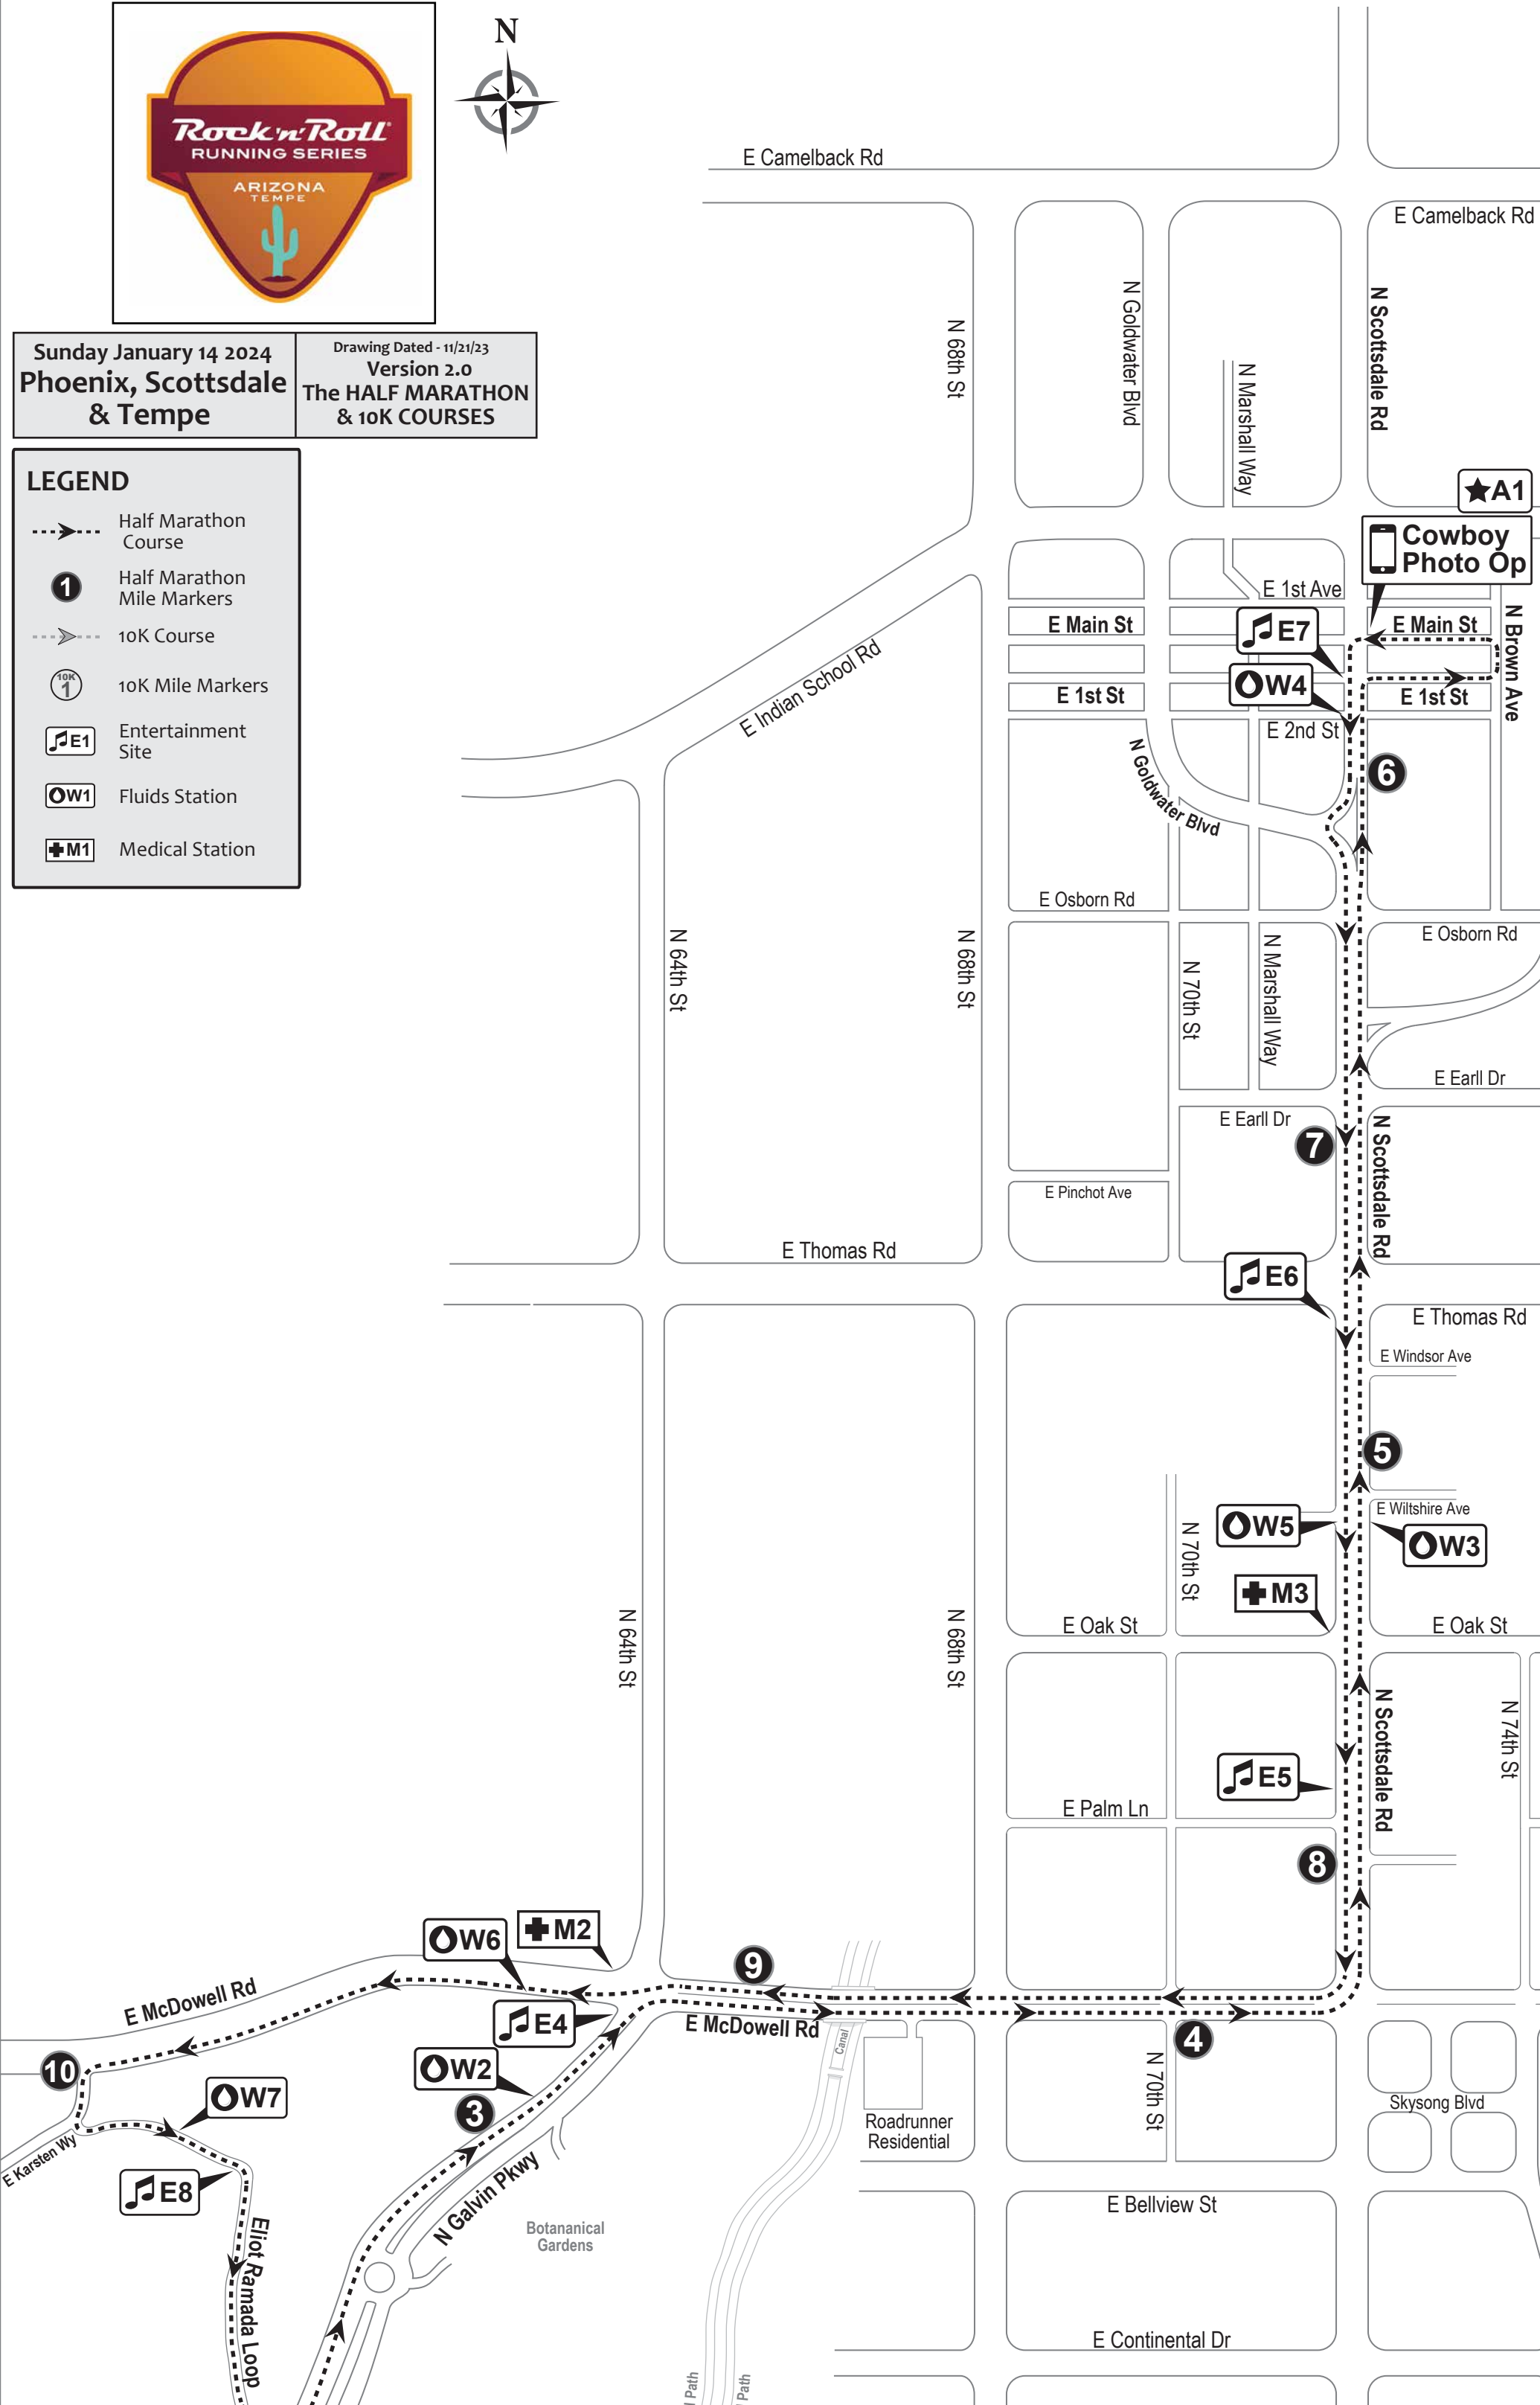 Rock'n'Roll®
RUNNING SERIES
ARIZONA
TEMPE
N
Sunday January 14 2024
Phoenix, Scottsdale
& Tempe
Drawing Dated - 11/21/23
Version 2.0
The HALF MARATHON
& 10K COURSES
LEGEND
Half Marathon
Course
1
Half Marathon
Mile Markers
10K Course
10K
1
10K Mile Markers
E1
Entertainment
Site
W1
Fluids Station
M1
Medical Station
E Camelback Rd
E Camelback Rd
N 68th St
N Goldwater Blvd
N Marshall Way
N Scottsdale Rd
A1
Cowboy
Photo Op
E 1st Ave
E Main St
E7
E Main St
N Brown Ave
W4
E 1st St
E 1st St
E Indian School Rd
E 2nd St
N Goldwater Blvd
6
E Osborn Rd
E Osborn Rd
N 64th St
N 68th St
N 70th St
N Marshall Way
E Earll Dr
E Earll Dr
7
N Scottsdale Rd
E Pinchot Ave
E Thomas Rd
E6
E Thomas Rd
E Windsor Ave
5
E Wiltshire Ave
W5
W3
N 70th St
M3
E Oak St
E Oak St
N 64th St
N 68th St
N Scottsdale Rd
N 74th St
E5
E Palm Ln
8
W6
M2
9
E McDowell Rd
E4
E McDowell Rd
4
Canal
10
W2
W7
3
N 70th St
Skysong Blvd
Roadrunner
Residential
E Karsten Wy
E8
N Galvin Pkwy
Botananical
Gardens
E Bellview St
Eliot Ramada Loop
E Continental Dr
Path
Path